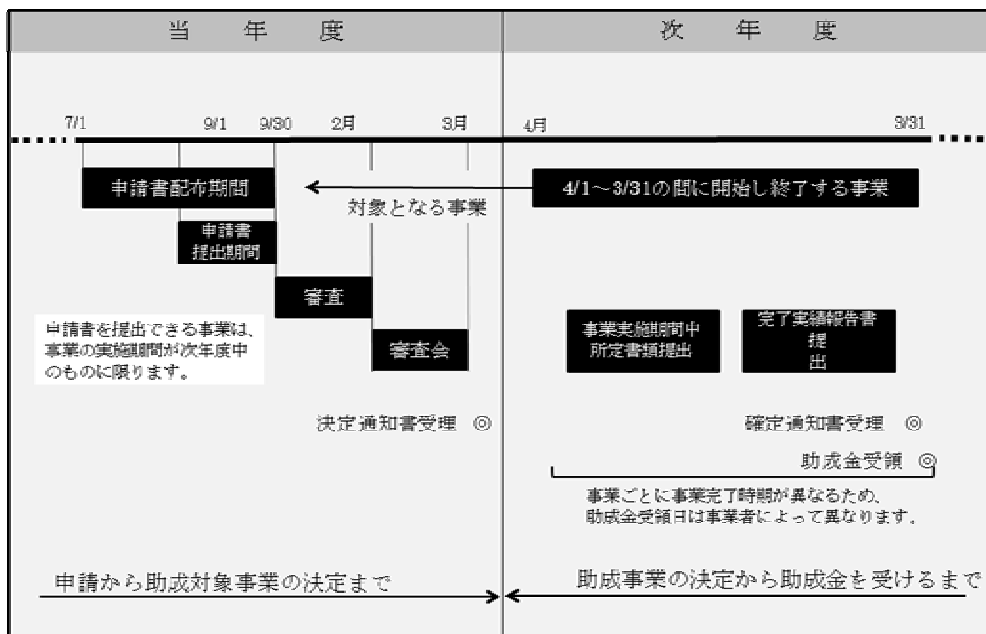 当年度
次年度
7/1
9/1
9/30
2月
3月
4月
3/31
申請書配布期間
4/1～3/31の間に開始し終了する事業
対象となる事業
申請書
提出期間
審査
審査会
申請書を提出できる事業は、
事業の実施期間が次年度中
のものに限ります。
事業実施期間中
所定書類提出
完了実績報告書
提
出
決定通知書受理 ◎
確定通知書受理 ◎
助成金受領 ◎
事業ごとに事業完了時期が異なるため、
助成金受領日は事業者によって異なります.
申請から助成対象事業の決定まで
助成事業の決定から助成金を受けるまで